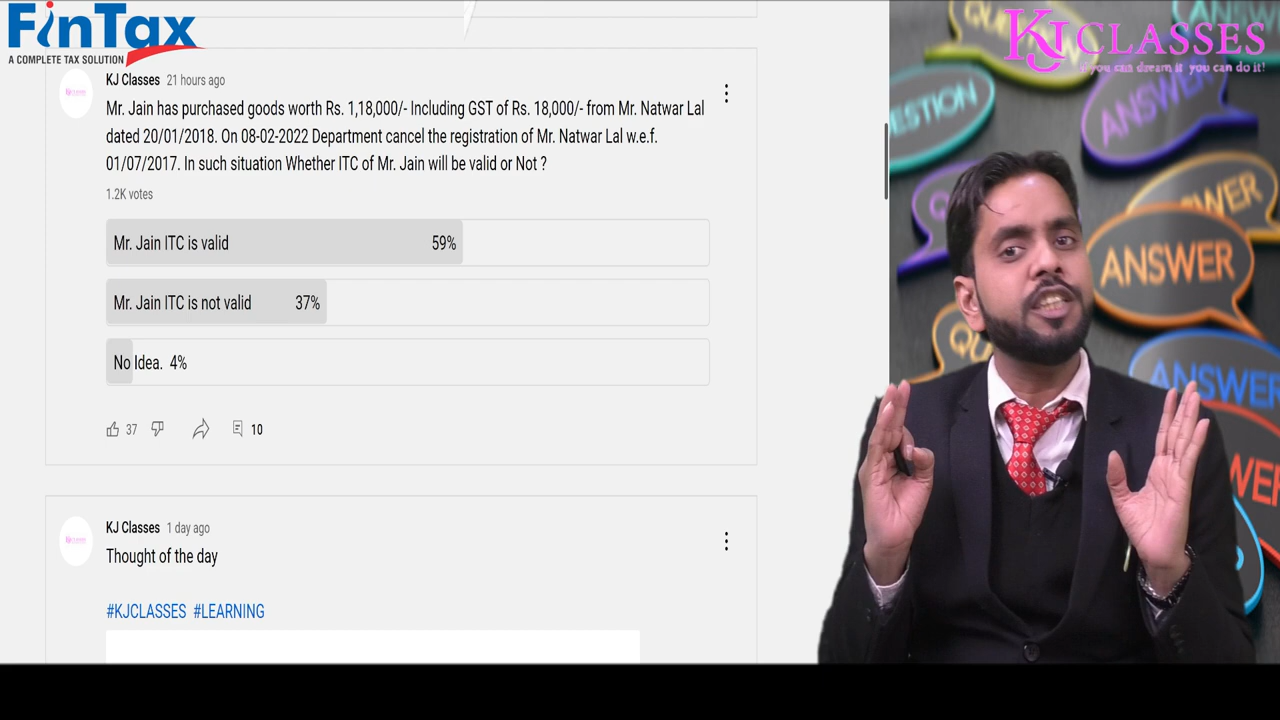 FinTax
A COMPLETE TAX SOLUTION
KJ CLASSES
if you can dream it you can do it!
KJ Classes 21 hours ago
Mr. Jain has purchased goods worth Rs. 1,18,000/- Including GST of Rs. 18,000/- from Mr. Natwar Lal
dated 20/01/2018. On 08-02-2022 Department cancel the registration of Mr. Natwar Lal w.e.f.
01/07/2017. In such situation Whether ITC of Mr. Jain will be valid or Not ?
1.2K votes
Mr. Jain ITC is valid 59%
Mr. Jain ITC is not valid 37%
No Idea. 4%
37 10
KJ Classes 1 day ago
Thought of the day
#KJCLASSES #LEARNING
QUESTION
ANSWER
ESTION
ANSWER
ANSWER
ANSWER
ANSWER